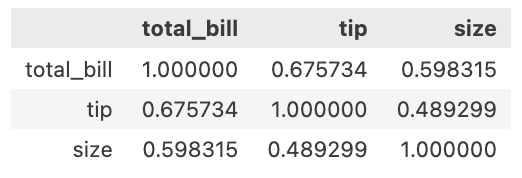 total_bill tip size
total_bill 1.000000 0.675734 0.598315
tip 0.675734 1.000000 0.489299
size 0.598315 0.489299 1.000000